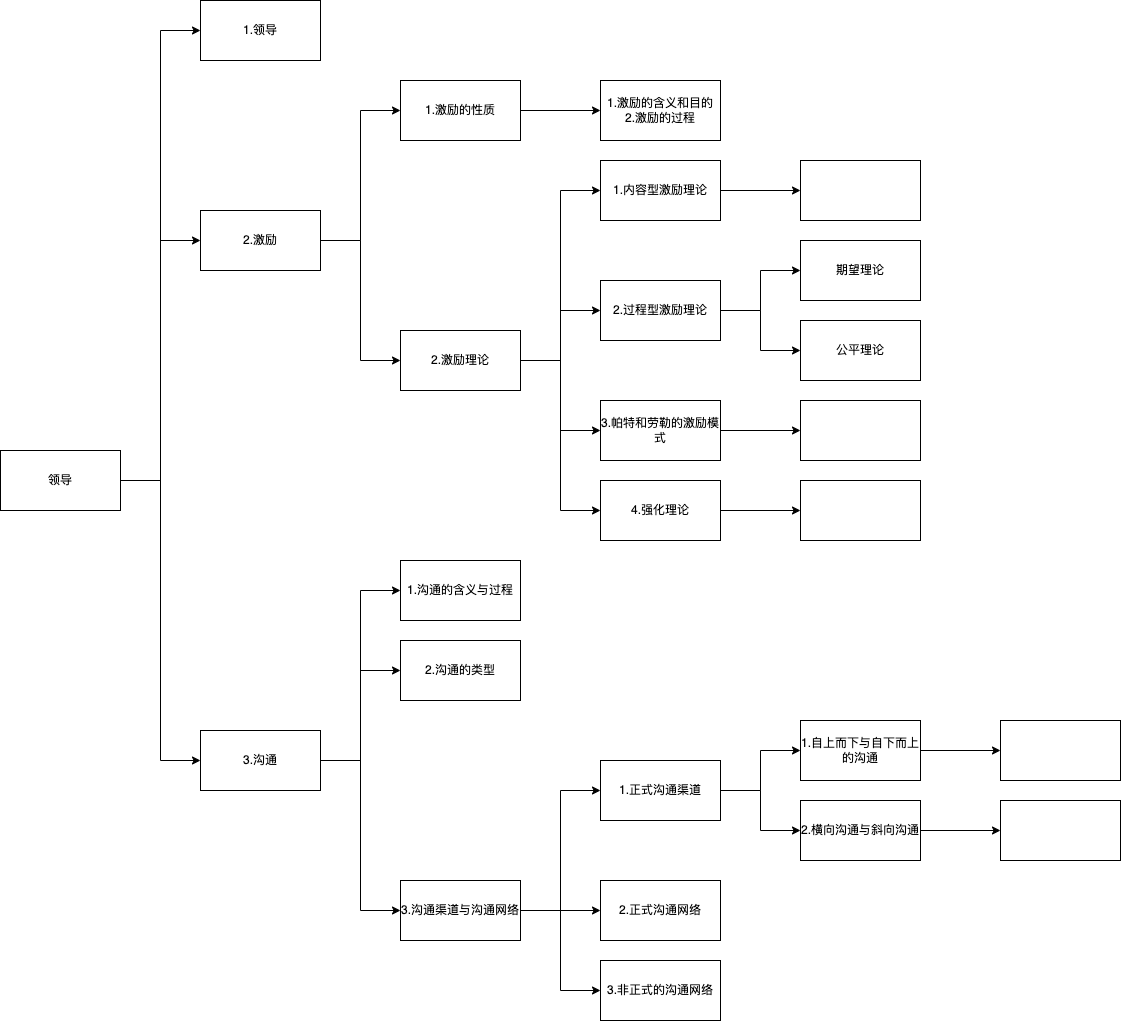 1.领导
1.激励的性质
1.激励的含义和目的
2.激励的过程
1.内容型激励理论
2.激励
期望理论
2.过程型激励理论
公平理论
2.激励理论
3.帕特和劳勒的激励模
式
领导
4.强化理论
1.沟通的含义与过程
2.沟通的类型
1.自上而下与自下而上
的沟通
3.沟通
1.正式沟通渠道
2.横向沟通与斜向沟通
3.沟通渠道与沟通网络
2.正式沟通网络
3.非正式的沟通网络